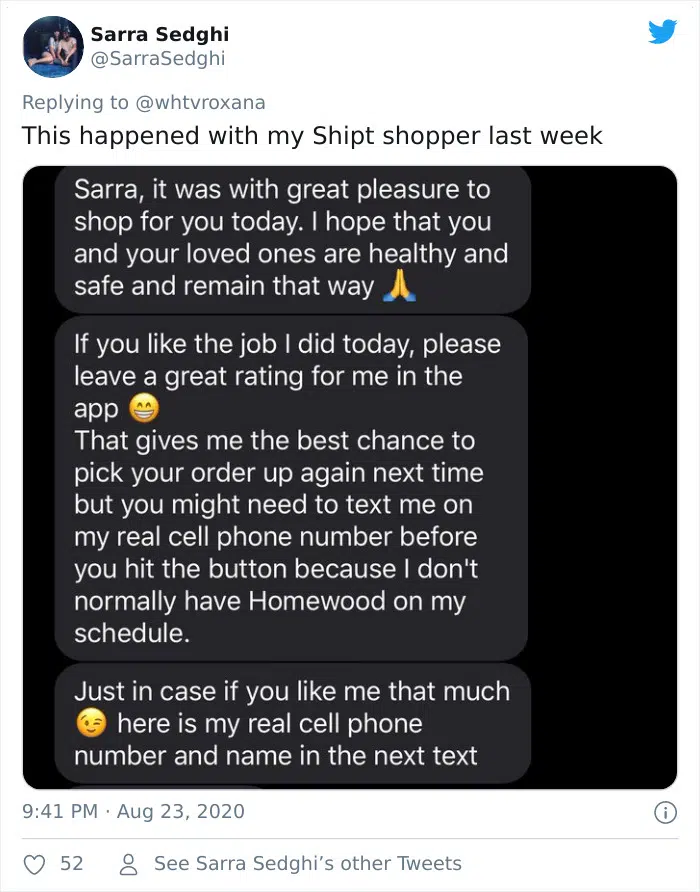 Sarra Sedghi
@SarraSedghi
Replying to @whtvroxana
This happened with my Shipt shopper last week
Sarra, it was with great pleasure to
shop for you today. I hope that you
and your loved ones are healthy and
safe and remain that way 🙏
If you like the job I did today, please
leave a great rating for me in the
app 😁
That gives me the best chance to
pick your order up again next time
but you might need to text me on
my real cell phone number before
you hit the button because I don't
normally have Homewood on my
schedule.
Just in case if you like me that much
😉 here is my real cell phone
number and name in the next text
9:41 PM · Aug 23, 2020
52 See Sarra Sedghi’s other Tweets